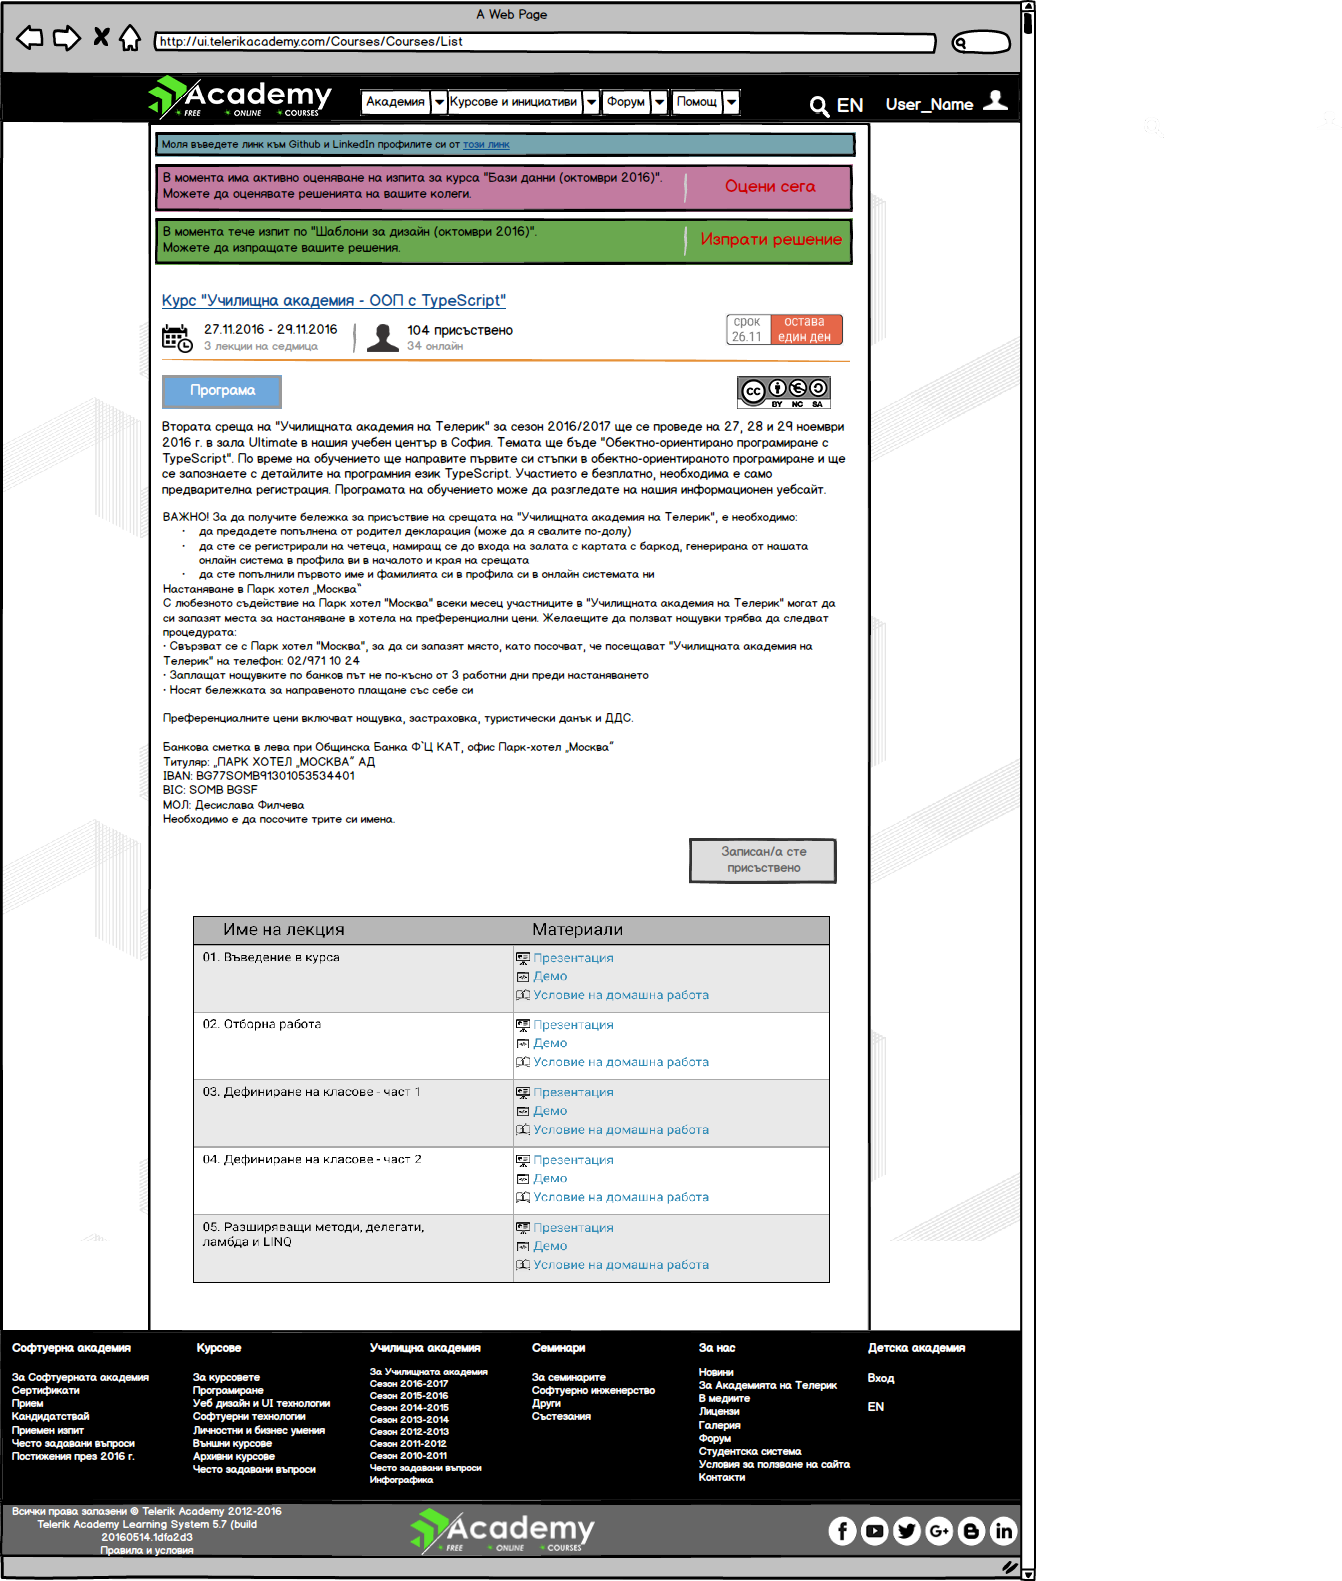 A Web Page
http://ui.telerikacademy.com/Courses/Courses/List
Academy
FREE ONLINE COURSES
Академия Курсове и инициативи Форум Помощ
EN User_Name
Моля въведете линк към Github и LinkedIn профилите си от този линк
В момента има активно оценяване на изпита за курса "Бази данни (октомври 2016)".
Можете да оценявате решенията на вашите колеги.
Оцени сега
В момента тече изпит по "Шаблони за дизайн (октомври 2016)".
Можете да изпращате вашите решения.
Изпрати решение
Курс "Училищна академия - ООП с TypeScript"
27.11.2016 - 29.11.2016
3 лекции на седмица
104 присъствено
34 онлайн
срок
26.11
остава
един ден
Програма
cc BY NC SA
Втората среща на "Училищната академия на Телерик" за сезон 2016/2017 ще се проведе на 27, 28 и 29 ноември
2016 г. в зала Ultimate в нашия учебен център в София. Темата ще бъде "Обектно-ориентирано програмиране с
TypeScript". По време на обучението ще направите първите си стъпки в обектно-ориентираното програмиране и ще
се запознаете с детайлите на програмния език TypeScript. Участието е безплатно, необходима е само
предварителна регистрация. Програмата на обучението може да разгледате на нашия информационен уебсайт.
ВАЖНО! За да получите бележка за присъствие на срещата на "Училищната академия на Телерик", е необходимо:
· да предадете попълнена от родител декларация (може да я свалите по-долу)
· да сте се регистрирали на четеца, намиращ се до входа на залата с картата с баркод, генерирана от нашата
онлайн система в профила ви в началото и края на срещата
· да сте попълнили първото име и фамилията си в профила си в онлайн системата ни
Настаняване в Парк хотел „Москва“
С любезното съдействие на Парк хотел "Москва" всеки месец участниците в "Училищната академия на Телерик" могат да
си запазят места за настаняване в хотела на преференциални цени. Желаещите да ползват нощувки трябва да следват
процедурата:
· Свързват се с Парк хотел "Москва", за да си запазят място, като посочват, че посещават "Училищната академия на
Телерик" на телефон: 02/971 10 24
· Заплащат нощувките по банков път не по-късно от 3 работни дни преди настаняването
· Носят бележката за направеното плащане със себе си
Преференциалните цени включват нощувка, застраховка, туристически данък и ДДС.
Банкова сметка в лева при Общинска Банка Ф`Ц КАТ, офис Парк-хотел „Москва“
Титуляр: „ПАРК ХОТЕЛ „МОСКВА“ АД
IBAN: BG77SOMB91301053534401
BIC: SOMB BGSF
МОЛ: Десислава Филчева
Необходимо е да посочите трите си имена.
Записан/а сте
присъствено
Име на лекция Материали
01. Въведение в курса
Презентация
Демо
Условие на домашна работа
02. Отборна работа
Презентация
Демо
Условие на домашна работа
03. Дефиниране на класове - част 1
Презентация
Демо
Условие на домашна работа
04. Дефиниране на класове - част 2
Презентация
Демо
Условие на домашна работа
05. Разширяващи методи, делегати,
ламбда и LINQ
Презентация
Демо
Условие на домашна работа
Софтуерна академия
За Софтуерната академия
Сертификати
Прием
Кандидатствай
Приемен изпит
Често задавани въпроси
Постижения през 2016 г.
Курсове
За курсовете
Програмиране
Уеб дизайн и UI технологии
Софтуерни технологии
Личностни и бизнес умения
Външни курсове
Архивни курсове
Често задавани въпроси
Училищна академия
За Училищната академия
Сезон 2016-2017
Сезон 2015-2016
Сезон 2014-2015
Сезон 2013-2014
Сезон 2012-2013
Сезон 2011-2012
Сезон 2010-2011
Често задавани въпроси
Инфографика
Семинари
За семинарите
Софтуерно инженерство
Други
Състезания
За нас
Новини
За Академията на Телерик
В медиите
Лицензи
Галерия
Форум
Студентска система
Условия за ползване на сайта
Контакти
Детска академия
Вход
EN
Всички права запазени © Telerik Academy 2012-2016
Telerik Academy Learning System 5.7 (build
20160514.1dfa2d3
Правила и условия
Academy
FREE ONLINE COURSES